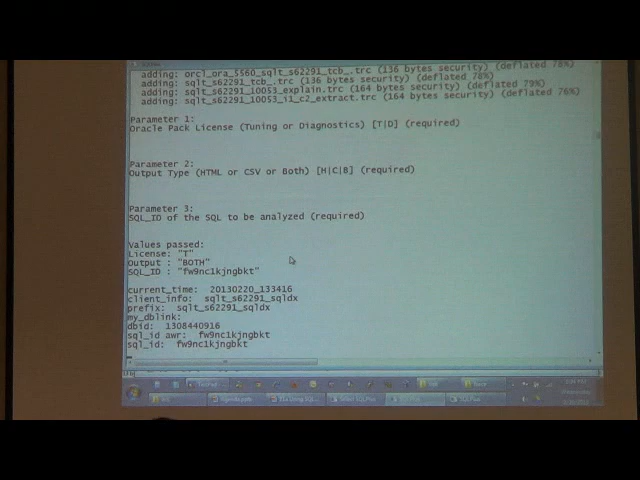 adding: orcl_ora_5560_sqlt_s62291_tcb_.trc (136 bytes security) (deflated 78%)
adding: sqlt_s62291_tcb_.trc (136 bytes security) (deflated 78%)
adding: sqlt_s62291_10053_explain.trc (164 bytes security) (deflated 79%)
adding: sqlt_s62291_10053_i1_c2_extract.trc (164 bytes security) (deflated 76%)
Parameter 1:
Oracle Pack License (Tuning or Diagnostics) [T|D] (required)
Parameter 2:
Output Type (HTML or CSV or Both) [H|C|B] (required)
Parameter 3:
SQL_ID of the SQL to be analyzed (required)
Values passed:
License: "T"
Output : "BOTH"
SQL_ID : "fw9nc1kjngbkt"
current_time: 20130220_133416
client_info: sqlt_s62291_sqldx
prefix: sqlt_s62291_sqldx
my_dblink:
dbid: 1308440916
sql_id awr: fw9nc1kjngbkt
sql_id: fw9nc1kjngbkt